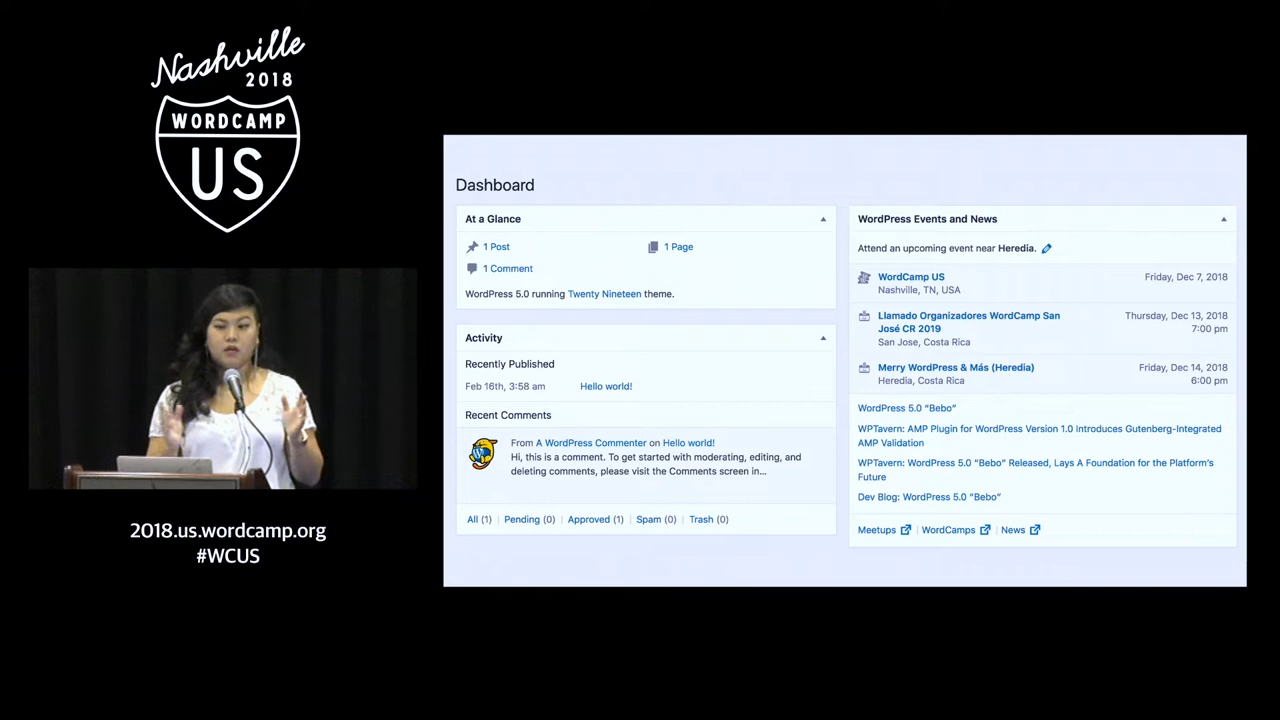 Nashville
2018
WORDCAMP
US
2018.us.wordcamp.org
#WCUS
Dashboard
At a Glance
1 Post
1 Page
1 Comment
WordPress 5.0 running Twenty Nineteen theme.
Activity
Recently Published
Feb 16th, 3:58 am Hello world!
Recent Comments
From A WordPress Commenter on Hello world!
Hi, this is a comment. To get started with moderating, editing, and
deleting comments, please visit the Comments screen in...
All (1) | Pending (0) | Approved (1) | Spam (0) | Trash (0)
WordPress Events and News
Attend an upcoming event near Heredia.
WordCamp US Friday, Dec 7, 2018
Nashville, TN, USA
Llamado Organizadores WordCamp San Thursday, Dec 13, 2018
José CR 2019 7:00 pm
San Jose, Costa Rica
Merry WordPress & Más (Heredia) Friday, Dec 14, 2018
Heredia, Costa Rica 6:00 pm
WordPress 5.0 “Bebo”
WPTavern: AMP Plugin for WordPress Version 1.0 Introduces Gutenberg-Integrated
AMP Validation
WPTavern: WordPress 5.0 “Bebo” Released, Lays A Foundation for the Platform’s
Future
Dev Blog: WordPress 5.0 “Bebo”
Meetups | WordCamps | News